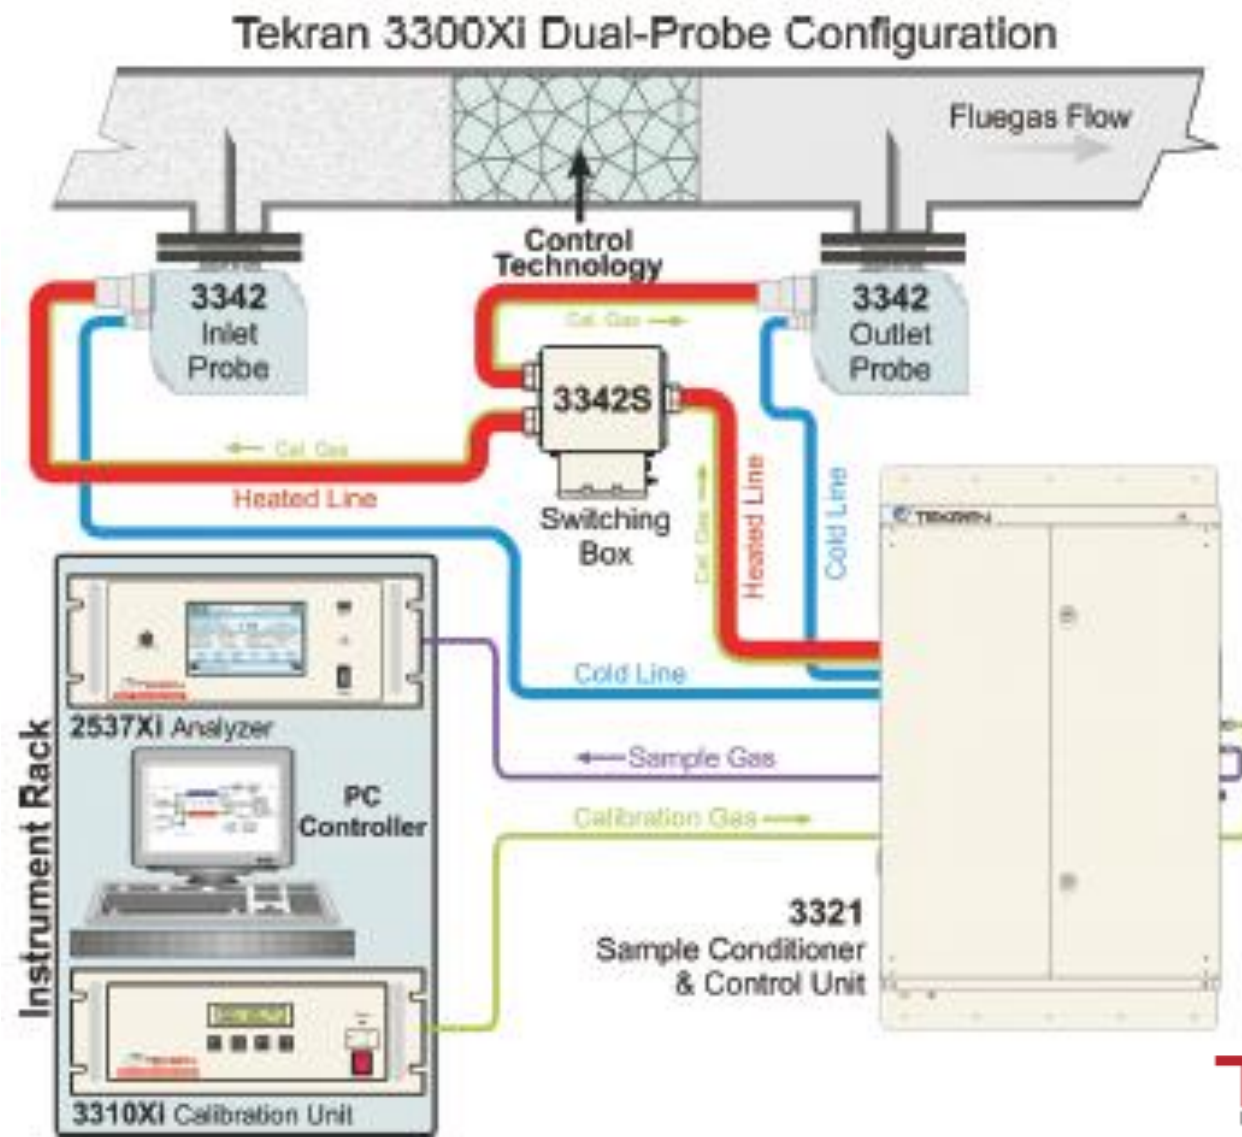 Tekran 3300Xi Dual-Probe Configuration
Fluegas Flow
Control
Technology
3342
Inlet
Probe
3342
Outlet
Probe
Cal. Gas
3342S
Cal. Gas
Heated Line
Switching
Box
Cal. Gas
Heated Line
Cold Line
TEKRAN
Cold Line
2537Xi Analyzer
Sample Gas
PC
Controller
Calibration Gas
Instrument Rack
3321
Sample Conditioner
& Control Unit
3310Xi Calibration Unit